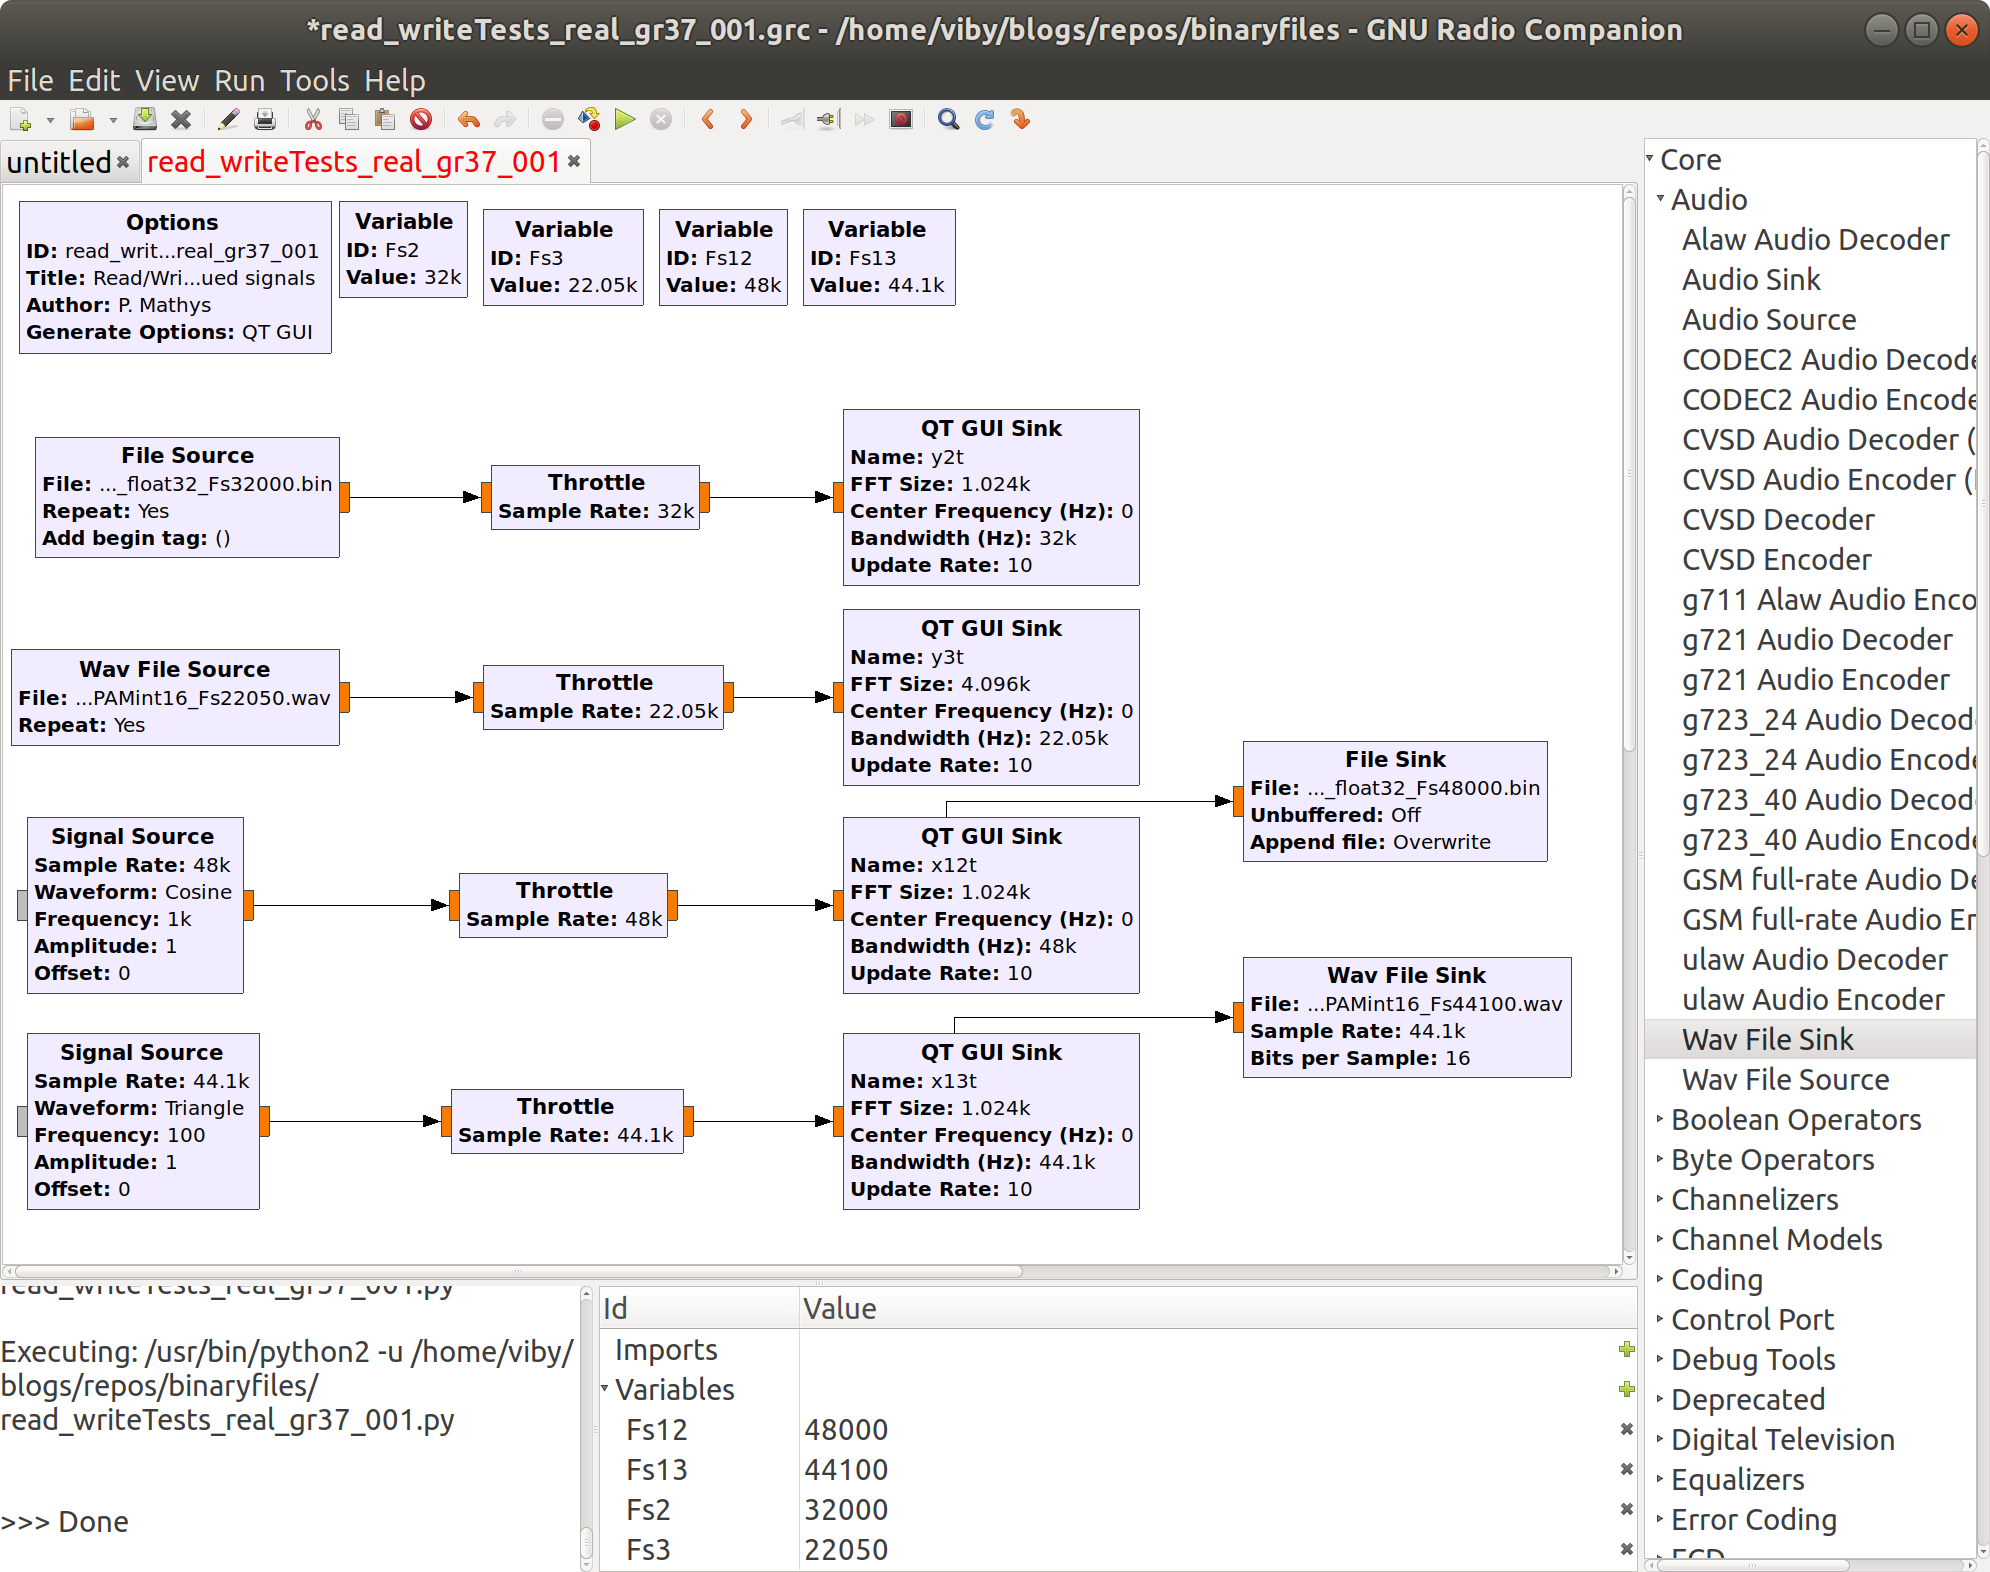 *read_writeTests_real_gr37_001.grc - /home/viby/blogs/repos/binaryfiles - GNU Radio Companion
File Edit View Run Tools Help
untitled
read_writeTests_real_gr37_001
Options
ID: read_writ...real_gr37_001
Title: Read/Wri...ued signals
Author: P. Mathys
Generate Options: QT GUI
Variable
ID: Fs2
Value: 32k
Variable
ID: Fs3
Value: 22.05k
Variable
ID: Fs12
Value: 48k
Variable
ID: Fs13
Value: 44.1k
File Source
File: ..._float32_Fs32000.bin
Repeat: Yes
Add begin tag: ()
Throttle
Sample Rate: 32k
QT GUI Sink
Name: y2t
FFT Size: 1.024k
Center Frequency (Hz): 0
Bandwidth (Hz): 32k
Update Rate: 10
Wav File Source
File: ...PAMint16_Fs22050.wav
Repeat: Yes
Throttle
Sample Rate: 22.05k
QT GUI Sink
Name: y3t
FFT Size: 4.096k
Center Frequency (Hz): 0
Bandwidth (Hz): 22.05k
Update Rate: 10
File Sink
File: ..._float32_Fs48000.bin
Unbuffered: Off
Append file: Overwrite
Signal Source
Sample Rate: 48k
Waveform: Cosine
Frequency: 1k
Amplitude: 1
Offset: 0
Throttle
Sample Rate: 48k
QT GUI Sink
Name: x12t
FFT Size: 1.024k
Center Frequency (Hz): 0
Bandwidth (Hz): 48k
Update Rate: 10
Wav File Sink
File: ...PAMint16_Fs44100.wav
Sample Rate: 44.1k
Bits per Sample: 16
Signal Source
Sample Rate: 44.1k
Waveform: Triangle
Frequency: 100
Amplitude: 1
Offset: 0
Throttle
Sample Rate: 44.1k
QT GUI Sink
Name: x13t
FFT Size: 1.024k
Center Frequency (Hz): 0
Bandwidth (Hz): 44.1k
Update Rate: 10
Core
Audio
Alaw Audio Decoder
Audio Sink
Audio Source
CODEC2 Audio Decode
CODEC2 Audio Encode
CVSD Audio Decoder (
CVSD Audio Encoder (
CVSD Decoder
CVSD Encoder
g711 Alaw Audio Enco
g721 Audio Decoder
g721 Audio Encoder
g723_24 Audio Decod
g723_24 Audio Encode
g723_40 Audio Decod
g723_40 Audio Encode
GSM full-rate Audio De
GSM full-rate Audio En
ulaw Audio Decoder
ulaw Audio Encoder
Wav File Sink
Wav File Source
Boolean Operators
Byte Operators
Channelizers
Channel Models
Coding
Control Port
Debug Tools
Deprecated
Digital Television
Equalizers
Error Coding
read_writeTests_real_gr37_001.py
Executing: /usr/bin/python2 -u /home/viby/
blogs/repos/binaryfiles/
read_writeTests_real_gr37_001.py
>>> Done
Id Value
Imports
Variables
Fs12 48000
Fs13 44100
Fs2 32000
Fs3 22050